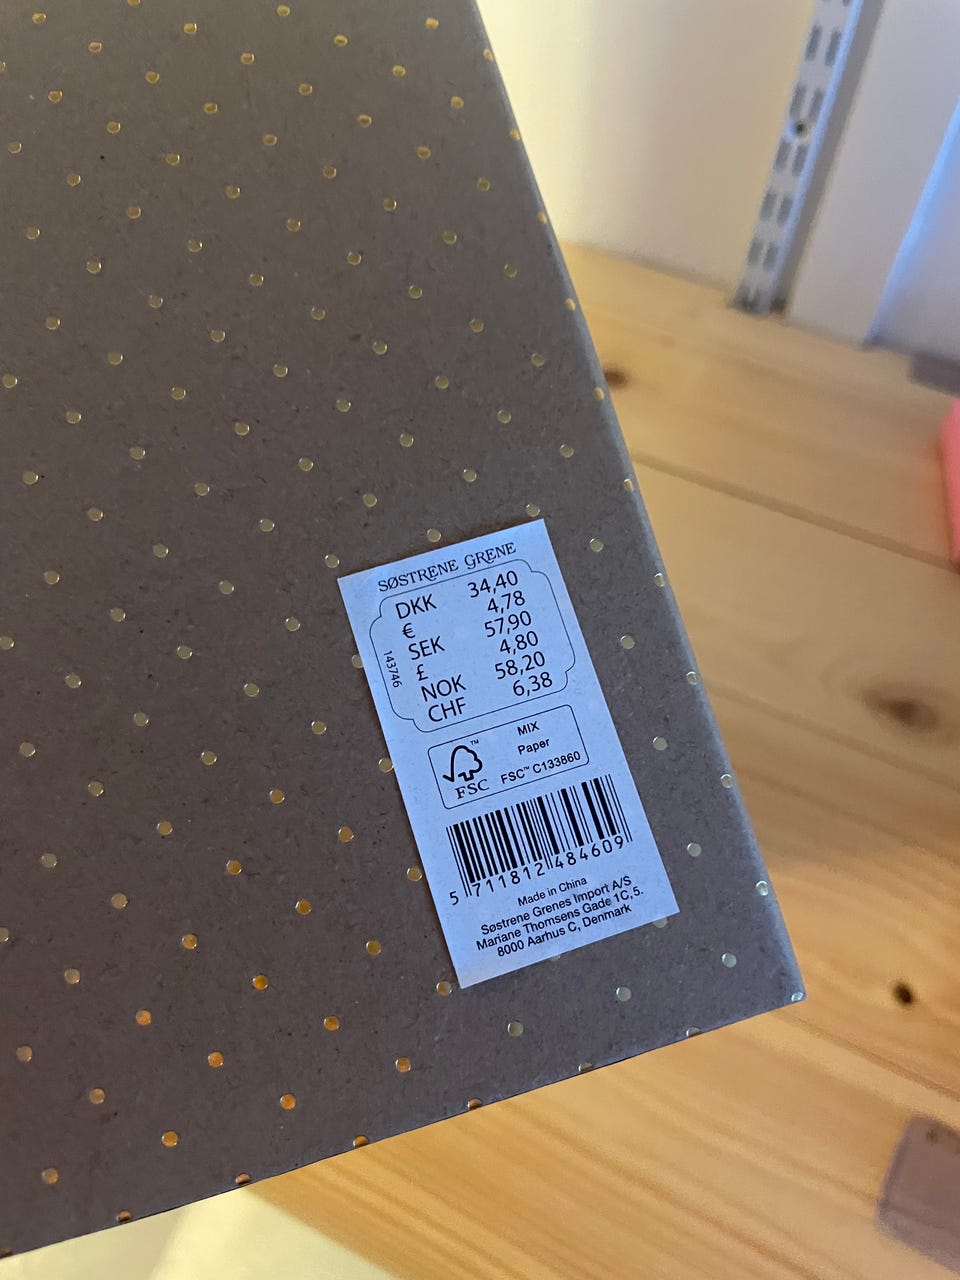 SØSTRENE GRENE
DKK 34,40
€ 4,78
SEK 57,90
£ 4,80
NOK 58,20
CHF 6,38
143746
MIX
Paper
FSC™ C133860
™
FSC
5 711812 484609
Made in China
Søstrene Grenes Import A/S
Mariane Thomsens Gade 1C,5.
8000 Aarhus C, Denmark